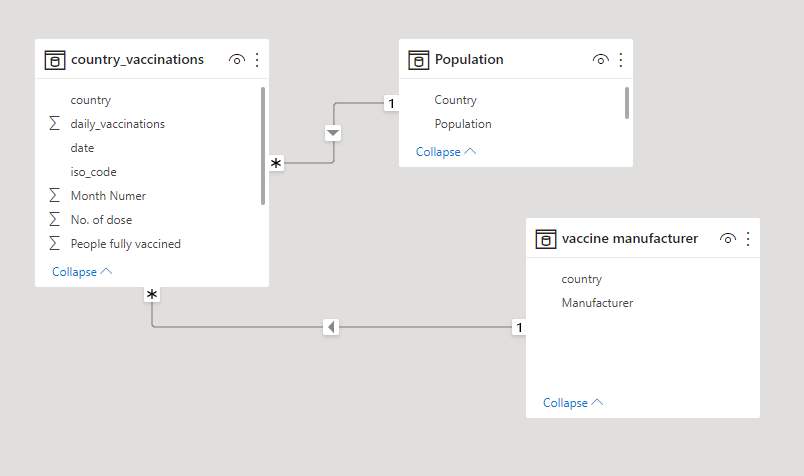 country_vaccinations
country
Σ daily_vaccinations
date
iso_code
Σ Month Numer
Σ No. of dose
Σ People fully vaccined
Collapse
*
*
1
Population
Country
Population
Collapse
1
vaccine manufacturer
country
Manufacturer
Collapse